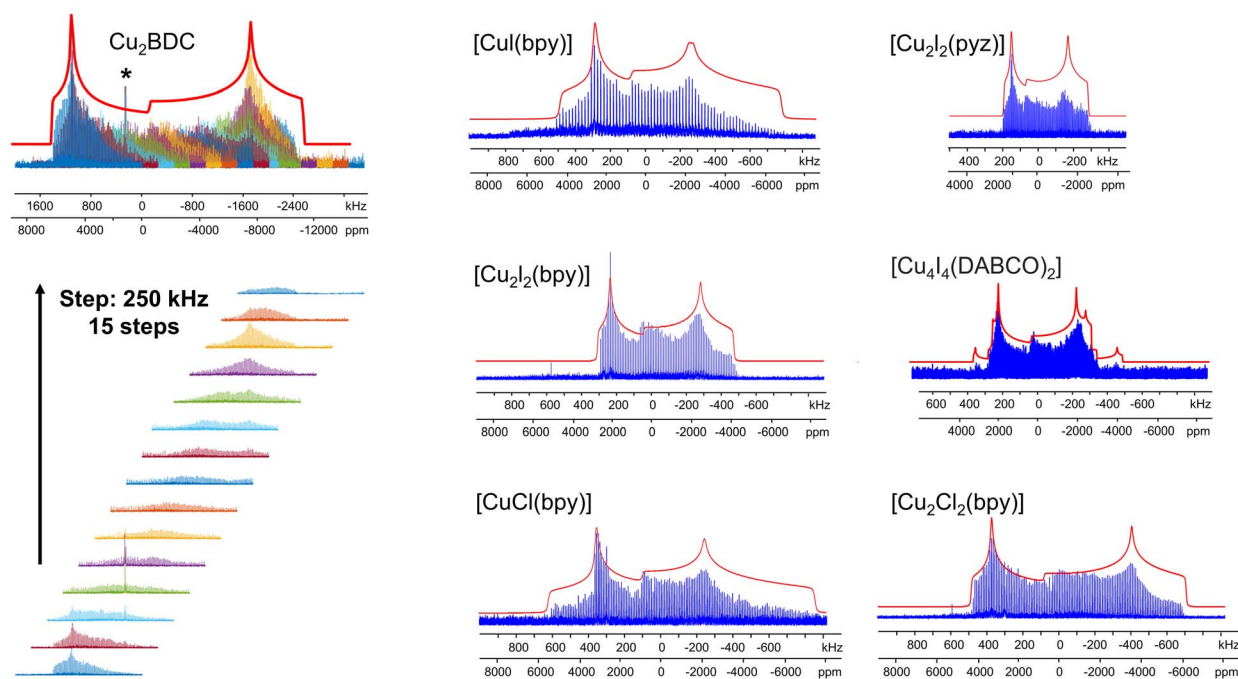 Cu₂BDC
*
1600 800 0 -800 -1600 -2400 kHz
8000 4000 0 -4000 -8000 -12000 ppm
Step: 250 kHz
15 steps
[CuI(bpy)]
800 600 400 200 0 -200 -400 -600 kHz
9000 8000 6000 4000 2000 0 -2000 -4000 -6000 ppm
[Cu₂I₂(pyz)]
400 200 0 -200 kHz
4000 2000 0 -2000 ppm
[Cu₂I₂(bpy)]
800 600 400 200 0 -200 -400 -600 kHz
9000 8000 6000 4000 2000 0 -2000 -4000 -6000 ppm
[Cu₄I₄(DABCO)₂]
600 400 200 0 -200 -400 -600 kHz
4000 2000 0 -2000 -4000 -6000 ppm
[CuCl(bpy)]
800 600 400 200 0 -200 -400 -600 kHz
9000 8000 6000 4000 2000 0 -2000 -4000 -6000 ppm
[Cu₂Cl₂(bpy)]
800 600 400 200 0 -200 -400 -600 kHz
9000 8000 6000 4000 2000 0 -2000 -4000 -6000 ppm